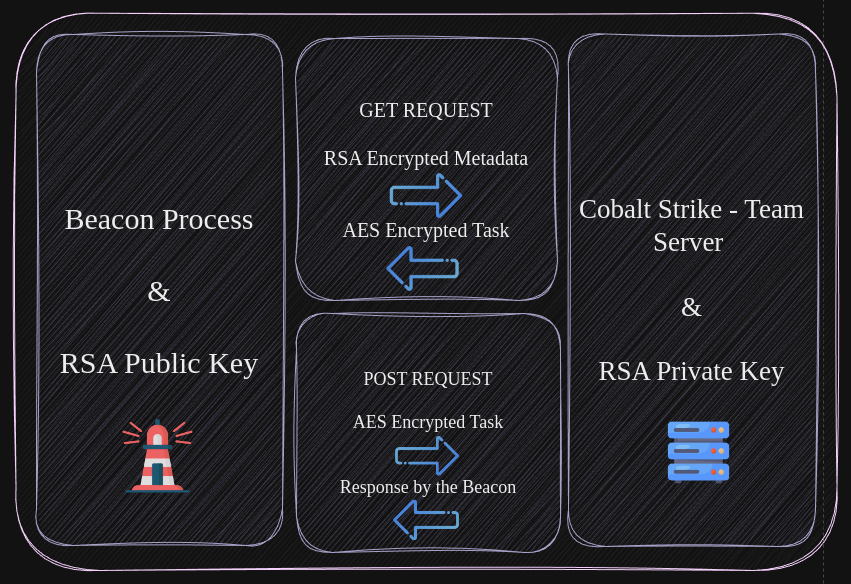 Beacon Process
&
RSA Public Key
GET REQUEST
RSA Encrypted Metadata
AES Encrypted Task
POST REQUEST
AES Encrypted Task
Response by the Beacon
Cobalt Strike - Team
Server
&
RSA Private Key